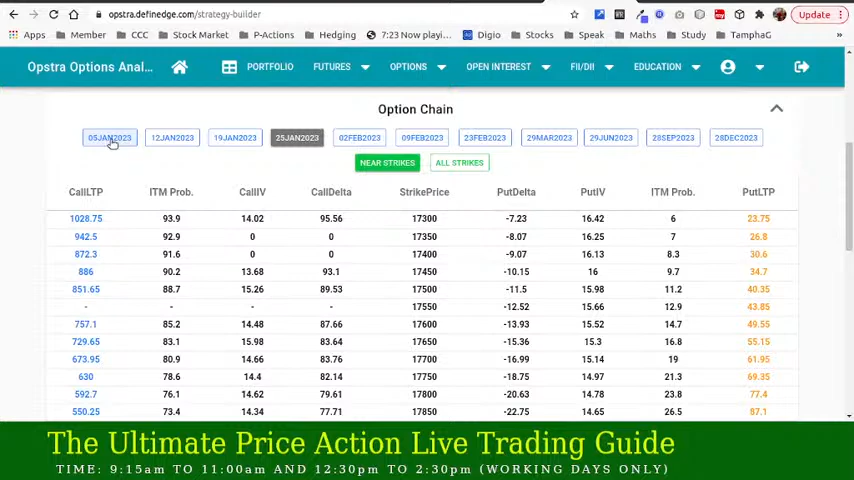 opstra.definedge.com/strategy-builder
Update
Apps Member CCC Stock Market P-Actions Hedging 7:23 Now playi... Digio Stocks Speak Maths Study TamphaG »
Opstra Options Anal... PORTFOLIO FUTURES OPTIONS OPEN INTEREST FII/DII EDUCATION
Option Chain
05JAN2023 12JAN2023 19JAN2023 25JAN2023 02FEB2023 09FEB2023 23FEB2023 29MAR2023 29JUN2023 28SEP2023 28DEC2023
NEAR STRIKES ALL STRIKES
CallLTP ITM Prob. CallIV CallDelta StrikePrice PutDelta PutIV ITM Prob. PutLTP
1028.75 93.9 14.02 95.56 17300 -7.23 16.42 6 23.75
942.5 92.9 0 0 17350 -8.07 16.25 7 26.8
872.3 91.6 0 0 17400 -9.07 16.13 8.3 30.6
886 90.2 13.68 93.1 17450 -10.15 16 9.7 34.7
851.65 88.7 15.26 89.53 17500 -11.5 15.98 11.2 40.35
- - - - 17550 -12.52 15.66 12.9 43.85
757.1 85.2 14.48 87.66 17600 -13.93 15.52 14.7 49.55
729.65 83.1 15.98 83.64 17650 -15.36 15.3 16.8 55.15
673.95 80.9 14.66 83.76 17700 -16.99 15.14 19 61.95
630 78.6 14.4 82.14 17750 -18.75 14.97 21.3 69.35
592.7 76.1 14.62 79.61 17800 -20.63 14.78 23.8 77.4
550.25 73.4 14.34 77.71 17850 -22.75 14.65 26.5 87.1
The Ultimate Price Action Live Trading Guide
TIME: 9:15am TO 11:00am AND 12:30pm TO 2:30pm (WORKING DAYS ONLY)